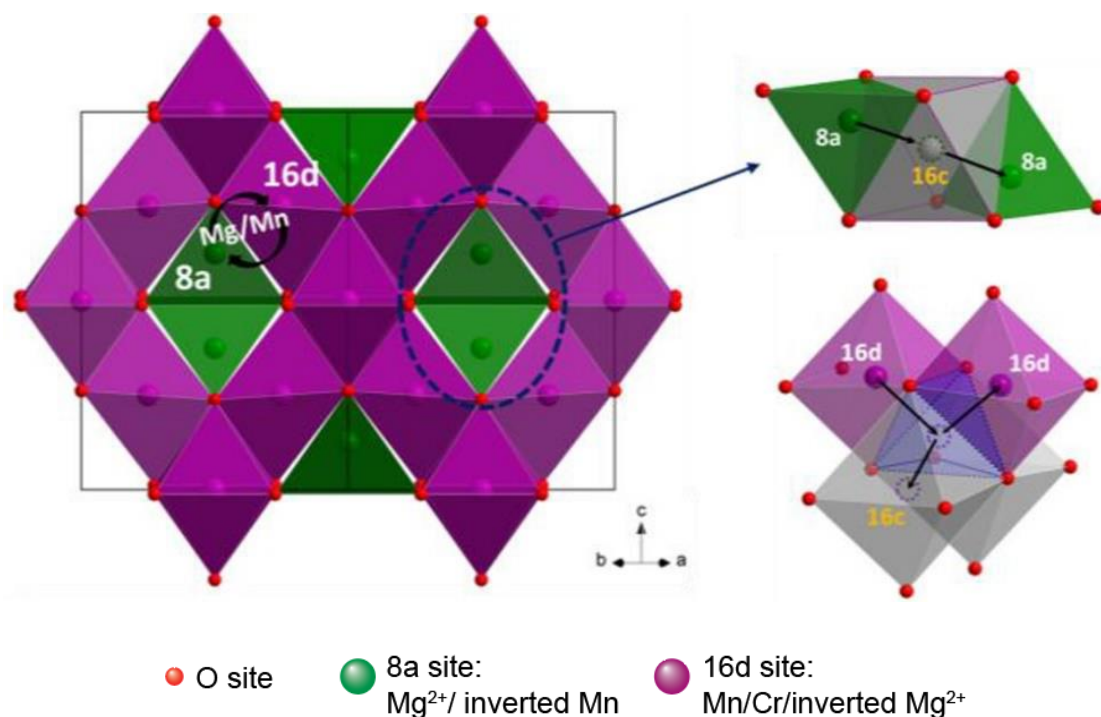 16d
Mg/Mn
8a
8a
16c
8a
16d
16d
16c
c
b
a
O site
8a site:
Mg²⁺/ inverted Mn
16d site:
Mn/Cr/inverted Mg²⁺